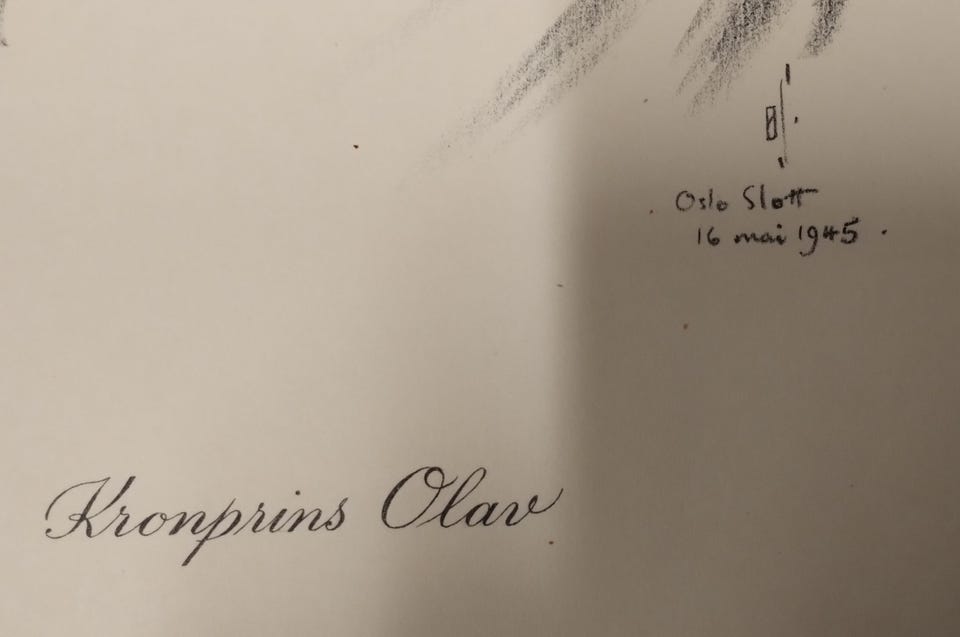 Oslo Slott
16 mai 1945.
Kronprins Olav